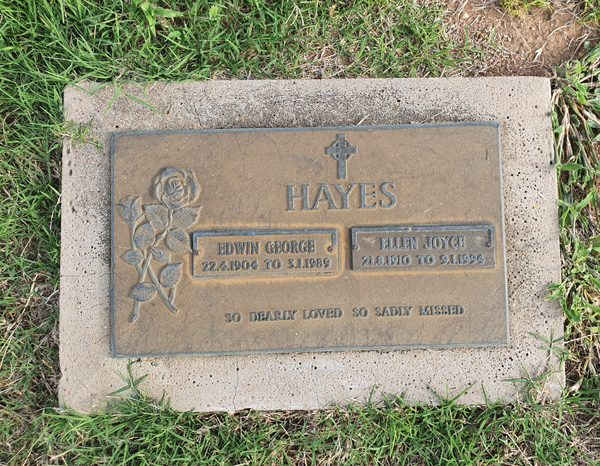 HAYES
EDWIN GEORGE
22.4.1904 TO 3.1.1989
ELLEN JOYCE
21.8.1910 TO 9.1.1994
SO DEARLY LOVED SO SADLY MISSED